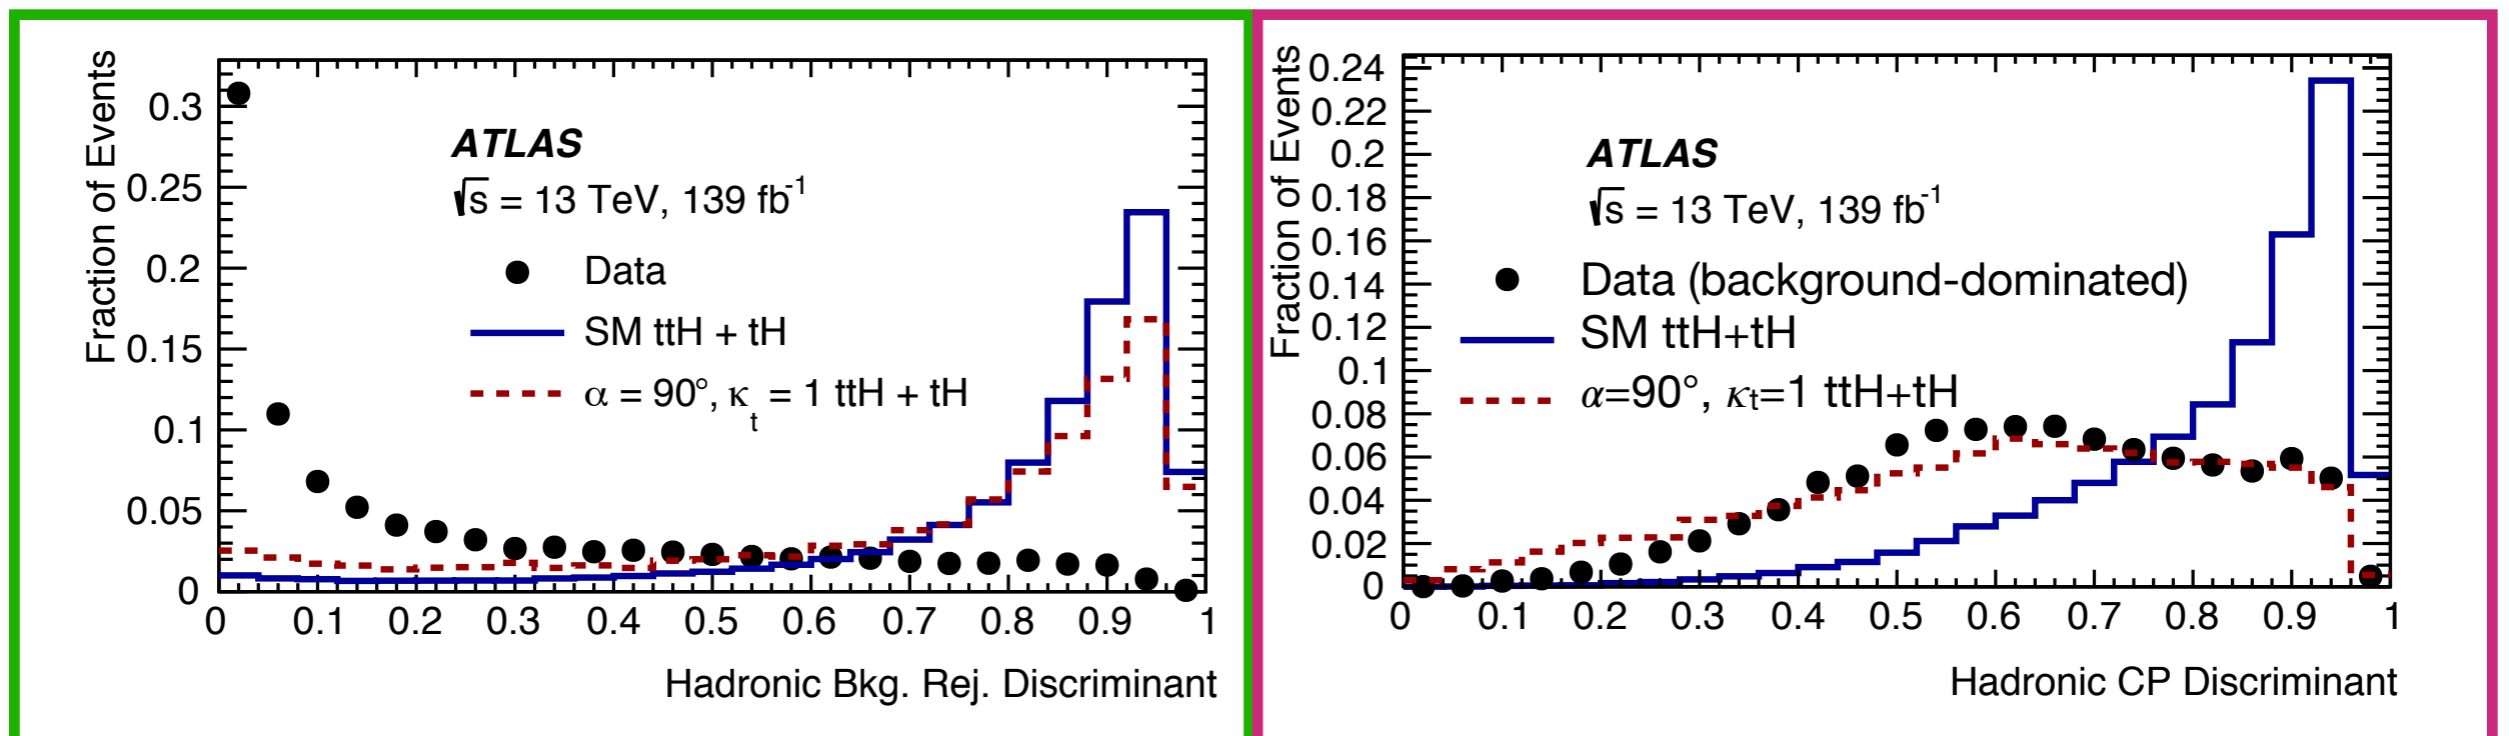 Fraction of Events
0.3
0.25
0.2
0.15
0.1
0.05
0
ATLAS
√s = 13 TeV, 139 fb⁻¹
Data
SM ttH + tH
α = 90°, κt = 1 ttH + tH
0 0.1 0.2 0.3 0.4 0.5 0.6 0.7 0.8 0.9 1
Hadronic Bkg. Rej. Discriminant
Fraction of Events
0.24
0.22
0.2
0.18
0.16
0.14
0.12
0.1
0.08
0.06
0.04
0.02
0
ATLAS
√s = 13 TeV, 139 fb⁻¹
Data (background-dominated)
SM ttH+tH
α=90°, κt=1 ttH+tH
0 0.1 0.2 0.3 0.4 0.5 0.6 0.7 0.8 0.9 1
Hadronic CP Discriminant